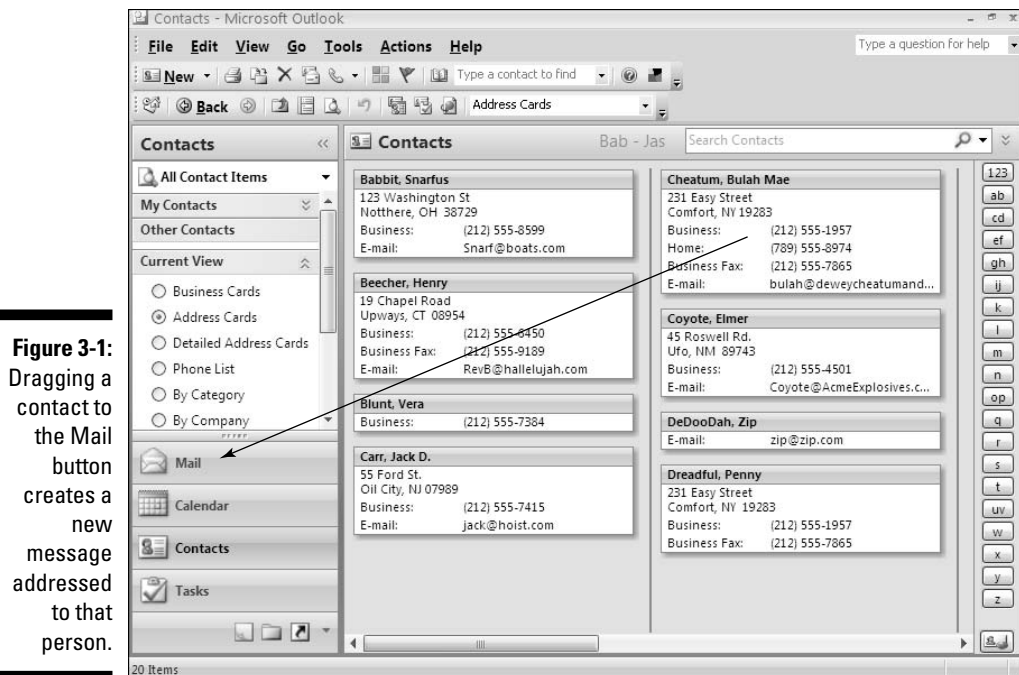 Contacts - Microsoft Outlook
File Edit View Go Tools Actions Help
Type a question for help
New
Type a contact to find
Back
Address Cards
Contacts
All Contact Items
My Contacts
Other Contacts
Current View
Business Cards
Address Cards
Detailed Address Cards
Phone List
By Category
By Company
Mail
Calendar
Contacts
Tasks
Contacts
Bab - Jas
Search Contacts
Babbit, Snarfus
123 Washington St
Notthere, OH 38729
Business: (212) 555-8599
E-mail: Snarf@boats.com
Beecher, Henry
19 Chapel Road
Upways, CT 08954
Business: (212) 555-6450
Business Fax: (212) 555-9189
E-mail: RevB@hallelujah.com
Blunt, Vera
Business: (212) 555-7384
Carr, Jack D.
55 Ford St.
Oil City, NJ 07989
Business: (212) 555-7415
E-mail: jack@hoist.com
Cheatum, Bulah Mae
231 Easy Street
Comfort, NY 19283
Business: (212) 555-1957
Home: (789) 555-8974
Business Fax: (212) 555-7865
E-mail: bulah@deweycheatumand...
Coyote, Elmer
45 Roswell Rd.
Ufo, NM 89743
Business: (212) 555-4501
E-mail: Coyote@AcmeExplosives.c...
DeDooDah, Zip
E-mail: zip@zip.com
Dreadful, Penny
231 Easy Street
Comfort, NY 19283
Business: (212) 555-1957
Business Fax: (212) 555-7865
123
ab
cd
ef
gh
ij
k
l
m
n
op
q
r
s
t
uv
w
x
y
z
20 Items
Figure 3-1:
Dragging a
contact to
the Mail
button
creates a
new
message
addressed
to that
person.